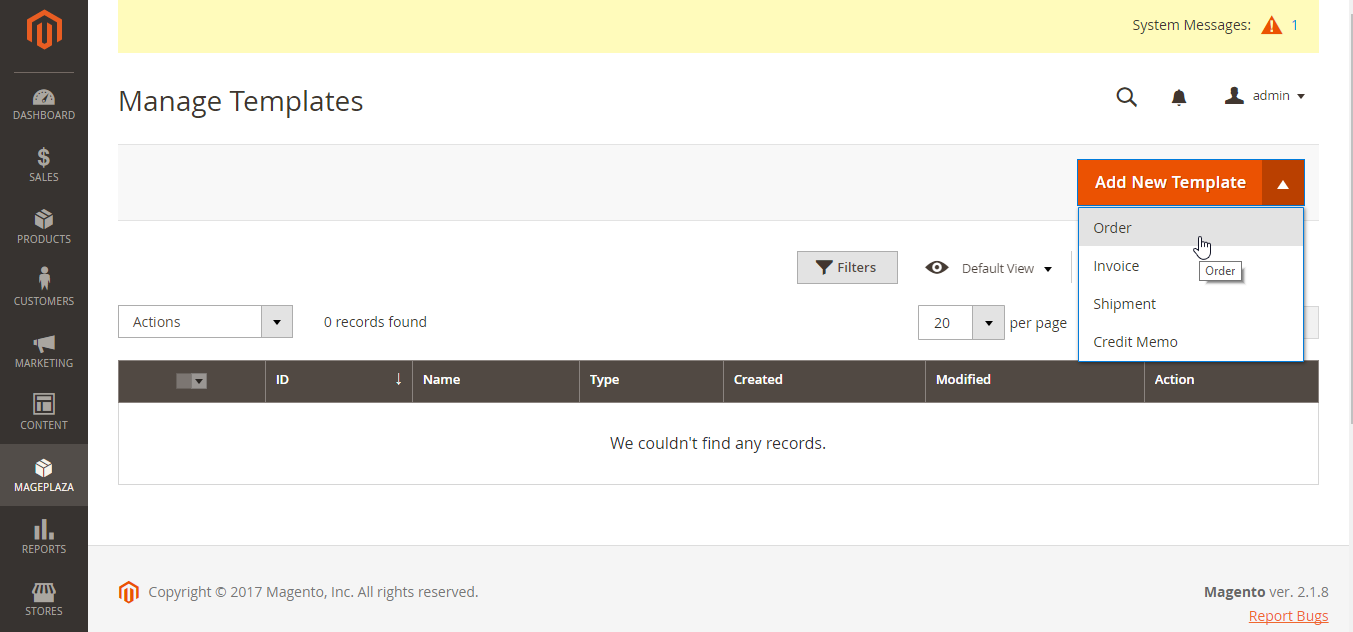 System Messages: 1
Manage Templates
admin
DASHBOARD
SALES
PRODUCTS
CUSTOMERS
MARKETING
CONTENT
MAGEPLAZA
REPORTS
STORES
Add New Template
Order
Invoice
Shipment
Credit Memo
Order
Filters
Default View
Actions
0 records found
20 per page
ID ↓ Name Type Created Modified Action
We couldn't find any records.
Copyright © 2017 Magento, Inc. All rights reserved.
Magento ver. 2.1.8
Report Bugs